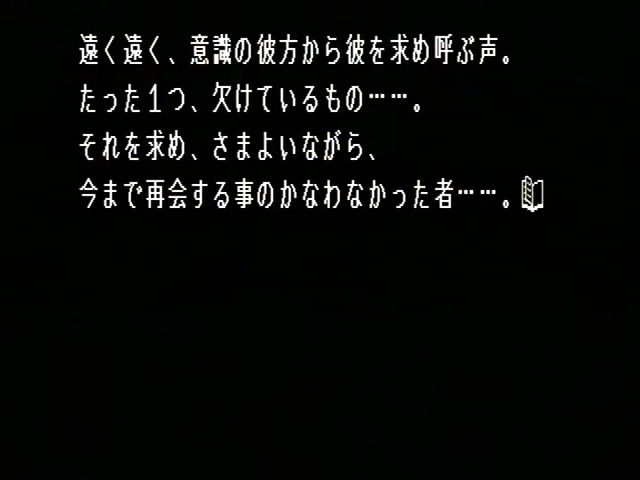 遠く遠く、意識の彼方から彼を求め呼ぶ声。
たった１つ、欠けているもの……。
それを求め、さまよいながら、
今まで再会する事のかなわなかった者……。